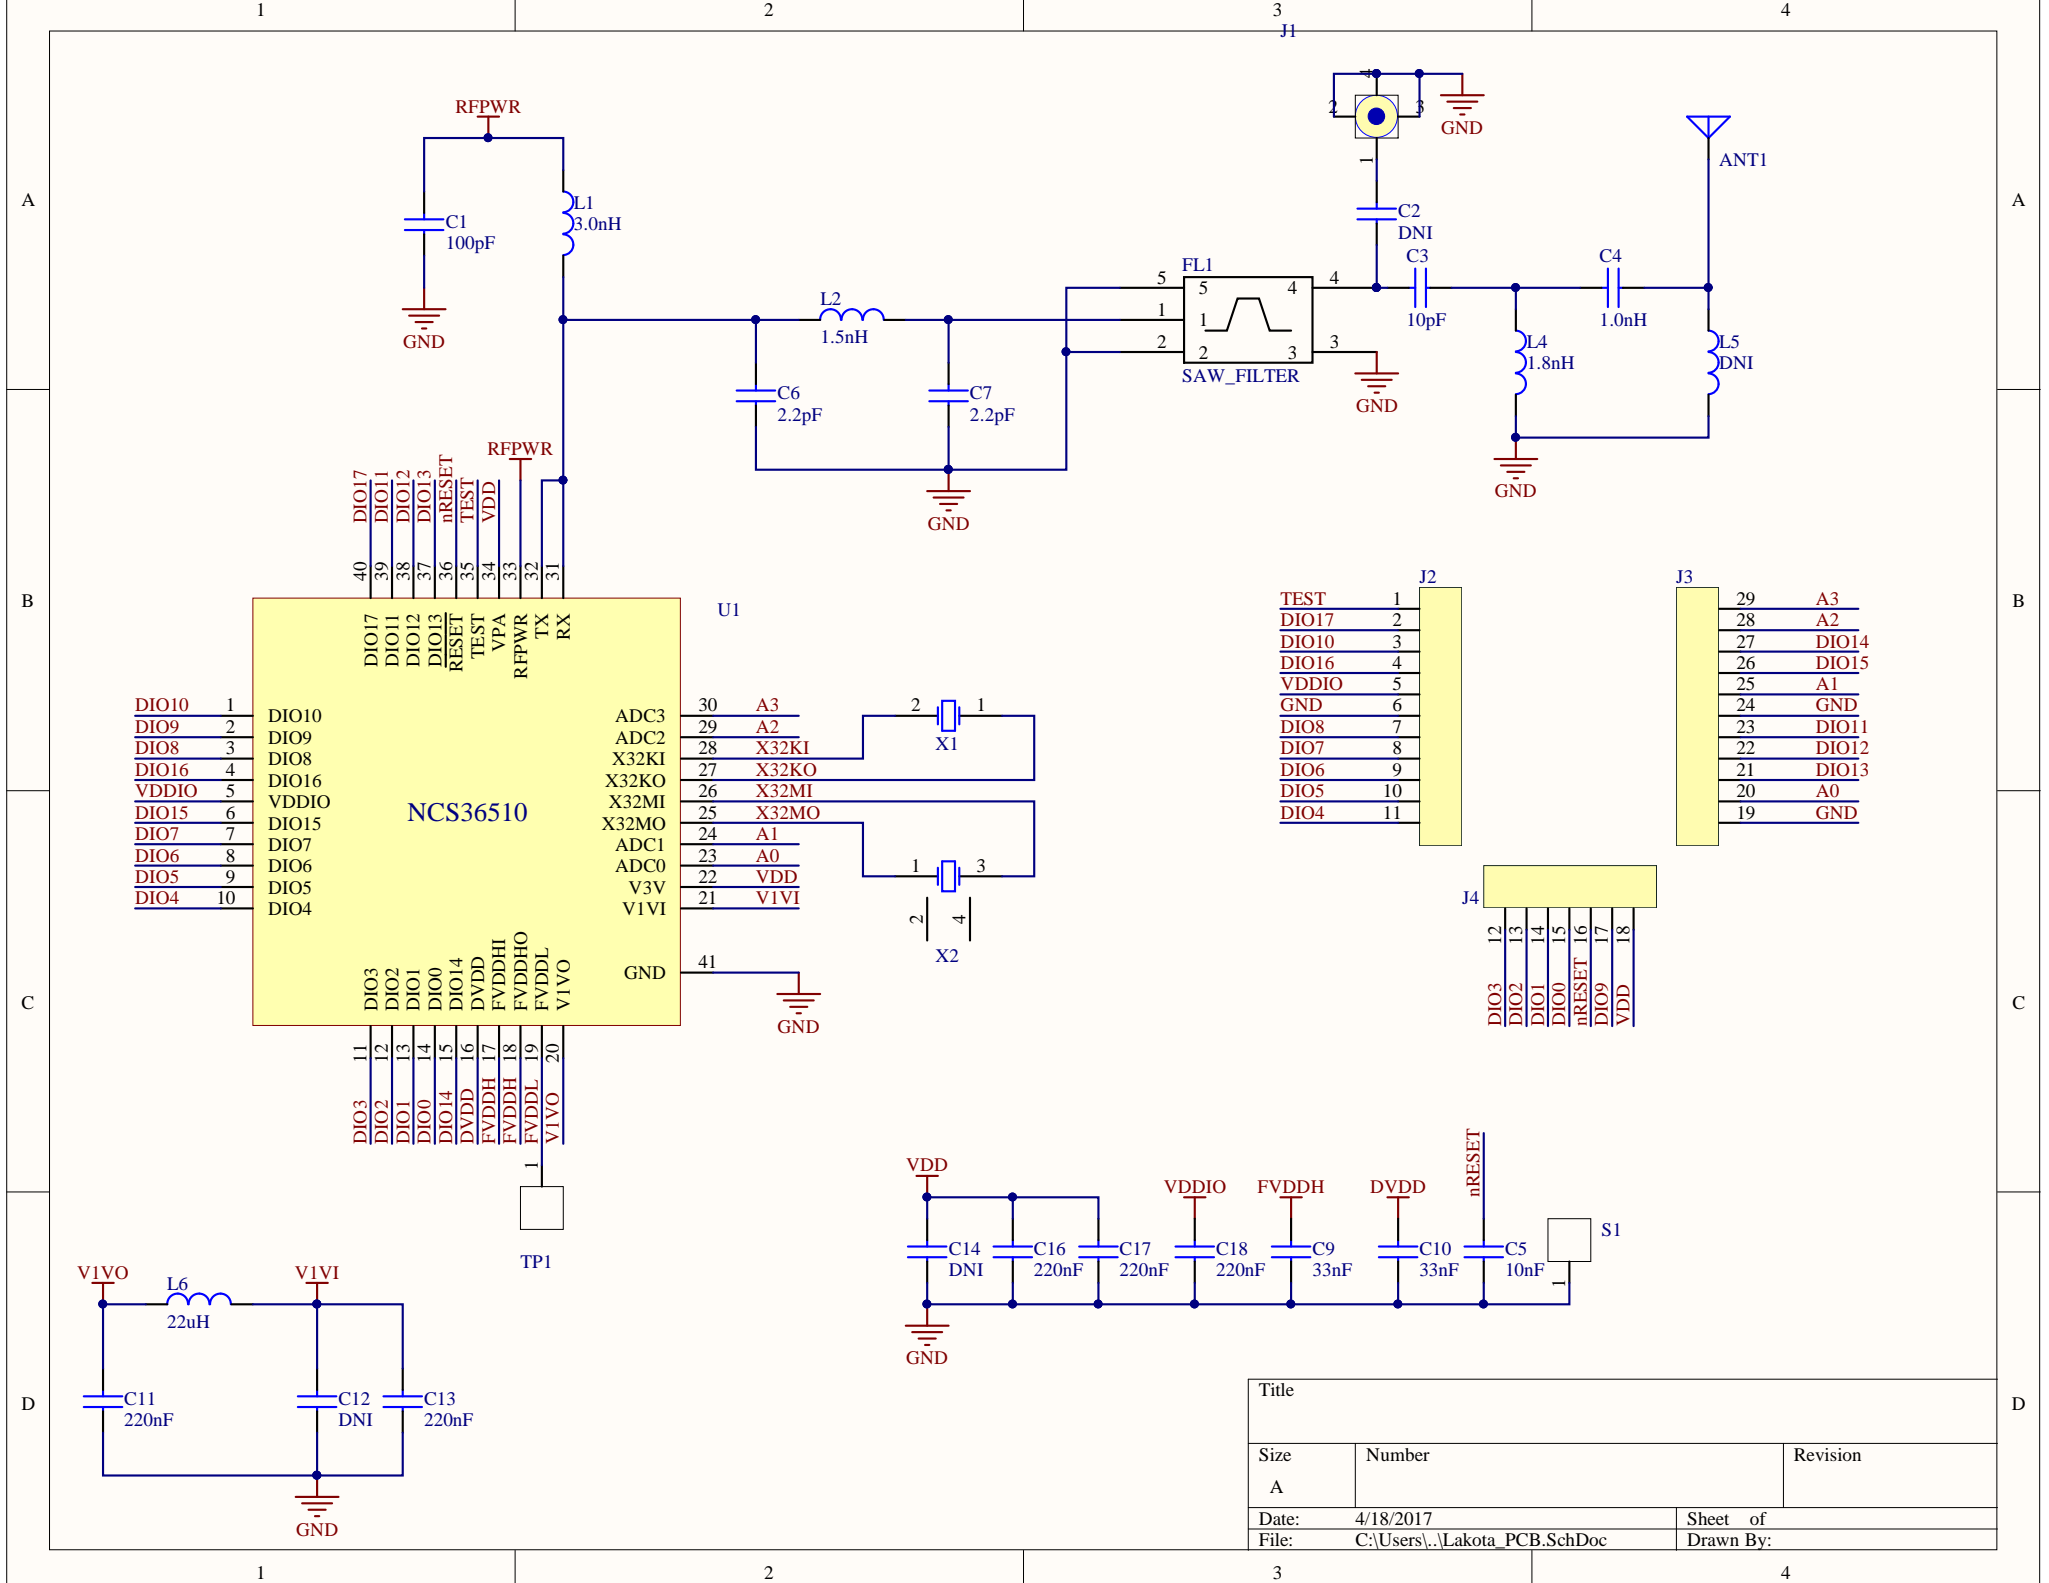 1 2 3 4
J1
RFPWR
4
2 3
GND
1
ANT1
A A
L1
3.0nH
C1
100pF
GND
C2
DNI
C3
10pF
C4
1.0nH
FL1
5 5 4 4
1 1
2 2 3 3
SAW_FILTER
GND
L2
1.5nH
L4
1.8nH
L5
DNI
C6
2.2pF
C7
2.2pF
GND
GND
RFPWR
DIO17
DIO11
DIO12
DIO13
nRESET
TEST
VDD
40
39
38
37
36
35
34
33
32
31
B B
U1
DIO17
DIO11
DIO12
DIO13
RESET
TEST
VPA
RFPWR
TX
RX
DIO10 1 DIO10
DIO9 2 DIO9
DIO8 3 DIO8
DIO16 4 DIO16
VDDIO 5 VDDIO
DIO15 6 DIO15
DIO7 7 DIO7
DIO6 8 DIO6
DIO5 9 DIO5
DIO4 10 DIO4
NCS36510
ADC3 30 A3
ADC2 29 A2
X32KI 28 X32KI
X32KO 27 X32KO
X32MI 26 X32MI
X32MO 25 X32MO
ADC1 24 A1
ADC0 23 A0
V3V 22 VDD
V1VI 21 V1VI
GND 41
GND
2 1
X1
1 3
2 4
X2
DIO3
DIO2
DIO1
DIO0
DIO14
DVDD
FVDDHI
FVDDHO
FVDDL
V1VO
11
12
13
14
15
16
17
18
19
20
DIO3
DIO2
DIO1
DIO0
DIO14
DVDD
FVDDH
FVDDH
FVDDL
V1VO
1
TP1
J2
TEST 1
DIO17 2
DIO10 3
DIO16 4
VDDIO 5
GND 6
DIO8 7
DIO7 8
DIO6 9
DIO5 10
DIO4 11
J3
29 A3
28 A2
27 DIO14
26 DIO15
25 A1
24 GND
23 DIO11
22 DIO12
21 DIO13
20 A0
19 GND
J4
12
13
14
15
16
17
18
DIO3
DIO2
DIO1
DIO0
nRESET
DIO9
VDD
C C
VDD
VDDIO
FVDDH
DVDD
nRESET
C14
DNI
C16
220nF
C17
220nF
C18
220nF
C9
33nF
C10
33nF
C5
10nF
S1
1
GND
V1VO
L6
22uH
V1VI
C11
220nF
C12
DNI
C13
220nF
GND
D D
Title
Size
A
Number
Revision
Date: 4/18/2017 Sheet of
File: C:\Users\..\Lakota_PCB.SchDoc Drawn By:
1 2 3 4